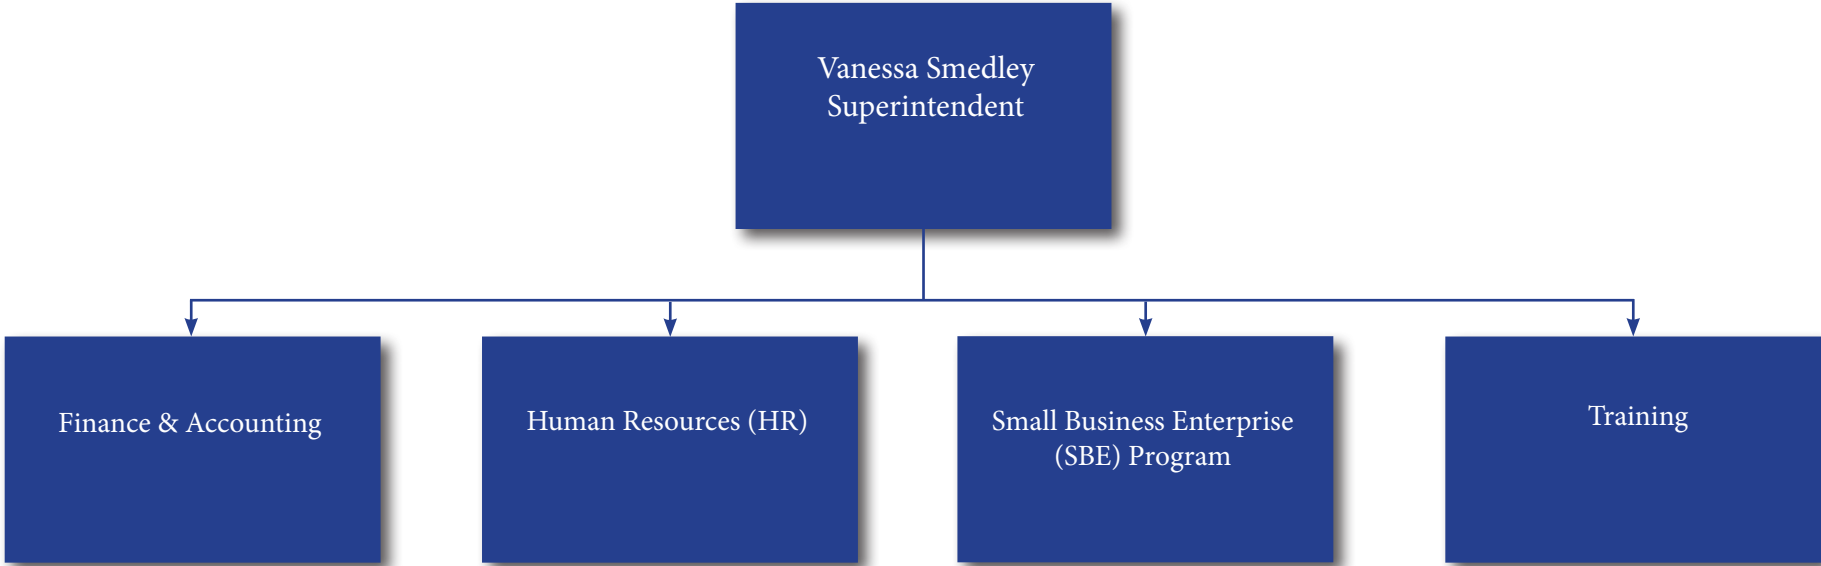 Vanessa Smedley
Superintendent
Finance & Accounting
Human Resources (HR)
Small Business Enterprise
(SBE) Program
Training